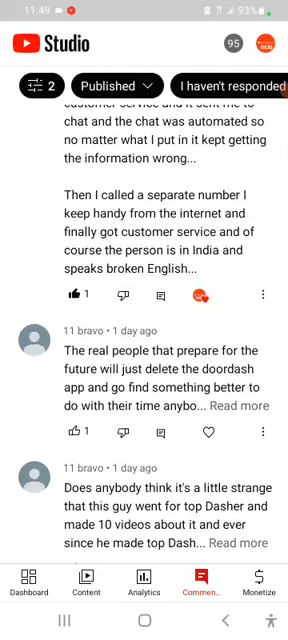 11:49
93%
Studio
95
2
Published
I haven't responded
customer service and it sent me to
chat and the chat was automated so
no matter what I put in it kept getting
the information wrong...
Then I called a separate number I
keep handy from the internet and
finally got customer service and of
course the person is in India and
speaks broken English...
1
11 bravo • 1 day ago
The real people that prepare for the
future will just delete the doordash
app and go find something better to
do with their time anybo... Read more
1
11 bravo • 1 day ago
Does anybody think it's a little strange
that this guy went for top Dasher and
made 10 videos about it and ever
since he made top Dash... Read more
Dashboard
Content
Analytics
Commen...
Monetize